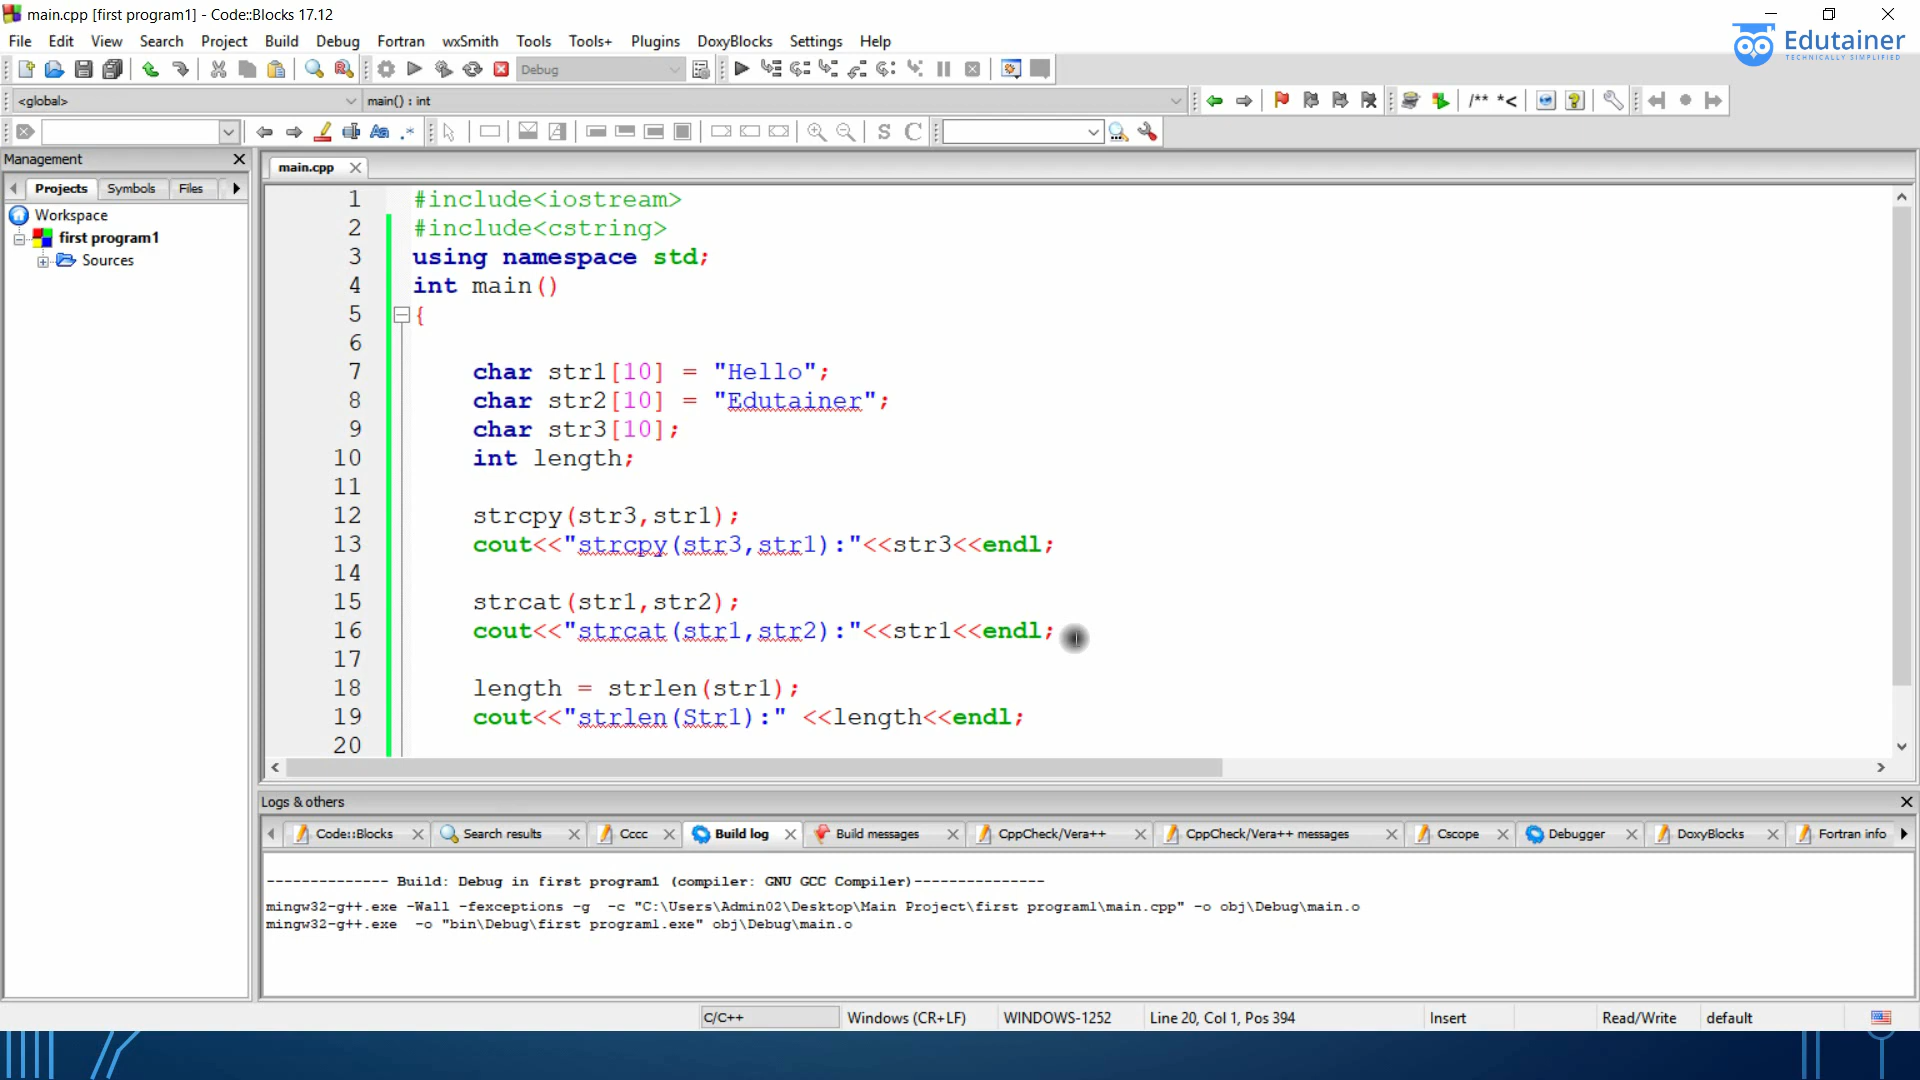 main.cpp [first program1] - Code::Blocks 17.12
File Edit View Search Project Build Debug Fortran wxSmith Tools Tools+ Plugins DoxyBlocks Settings Help
Edutainer
TECHNICALLY SIMPLIFIED
Debug
<global> main() : int
/** *<
S C
Management
Projects Symbols Files
Workspace
first program1
Sources
main.cpp
1 #include<iostream>
2 #include<cstring>
3 using namespace std;
4 int main()
5 {
6
7 char str1[10] = "Hello";
8 char str2[10] = "Edutainer";
9 char str3[10];
10 int length;
11
12 strcpy(str3,str1);
13 cout<<"strcpy(str3,str1):"<<str3<<endl;
14
15 strcat(str1,str2);
16 cout<<"strcat(str1,str2):"<<str1<<endl;
17
18 length = strlen(str1);
19 cout<<"strlen(Str1):" <<length<<endl;
20
Logs & others
Code::Blocks Search results Cccc Build log Build messages CppCheck/Vera++ CppCheck/Vera++ messages Cscope Debugger DoxyBlocks Fortran info
-------------- Build: Debug in first program1 (compiler: GNU GCC Compiler)---------------
mingw32-g++.exe -Wall -fexceptions -g -c "C:\Users\Admin02\Desktop\Main Project\first program1\main.cpp" -o obj\Debug\main.o
mingw32-g++.exe -o "bin\Debug\first program1.exe" obj\Debug\main.o
C/C++ Windows (CR+LF) WINDOWS-1252 Line 20, Col 1, Pos 394 Insert Read/Write default